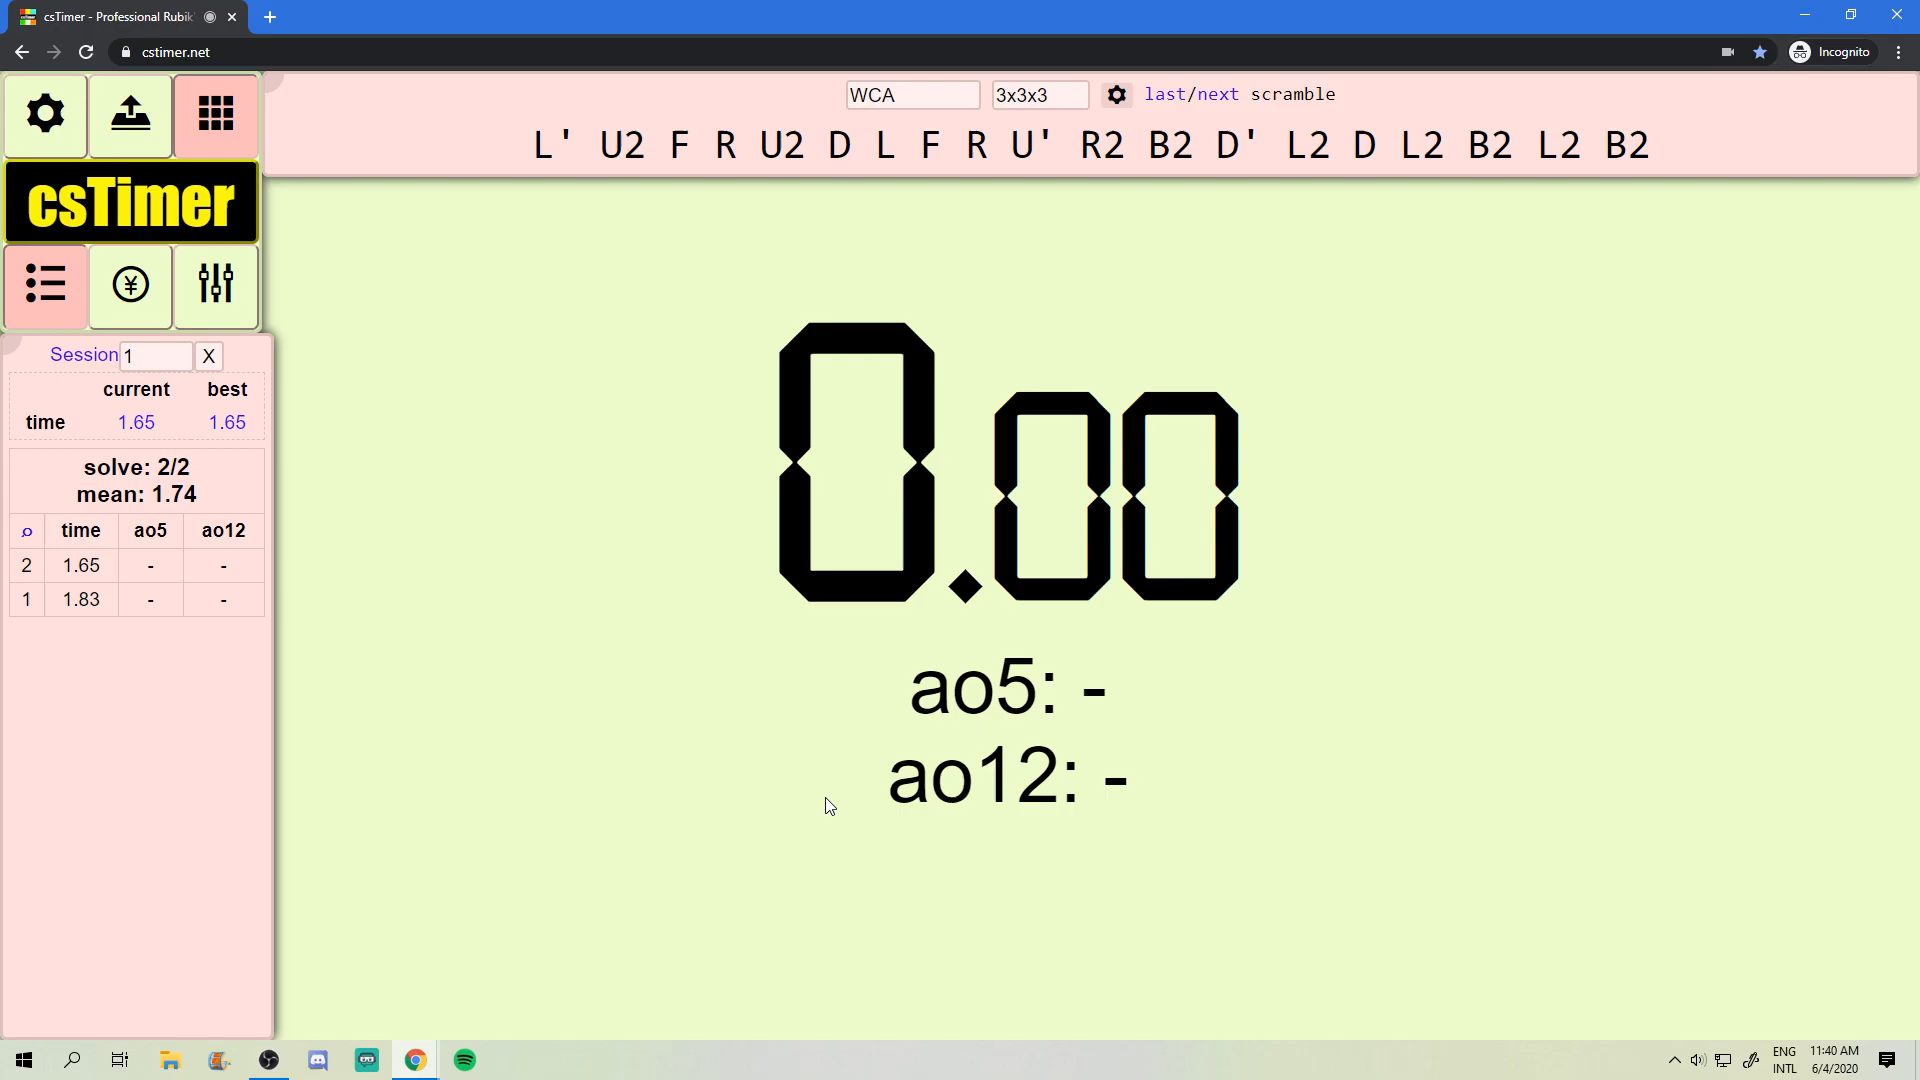 csTimer - Professional Rubik'
cstimer.net
Incognito
WCA
3x3x3
last/next scramble
L' U2 F R U2 D L F R U' R2 B2 D' L2 D L2 B2 L2 B2
csTimer
Session 1 X
current best
time 1.65 1.65
solve: 2/2
mean: 1.74
time ao5 ao12
2 1.65 - -
1 1.83 - -
0.00
ao5: -
ao12: -
ENG 11:40 AM
INTL 6/4/2020